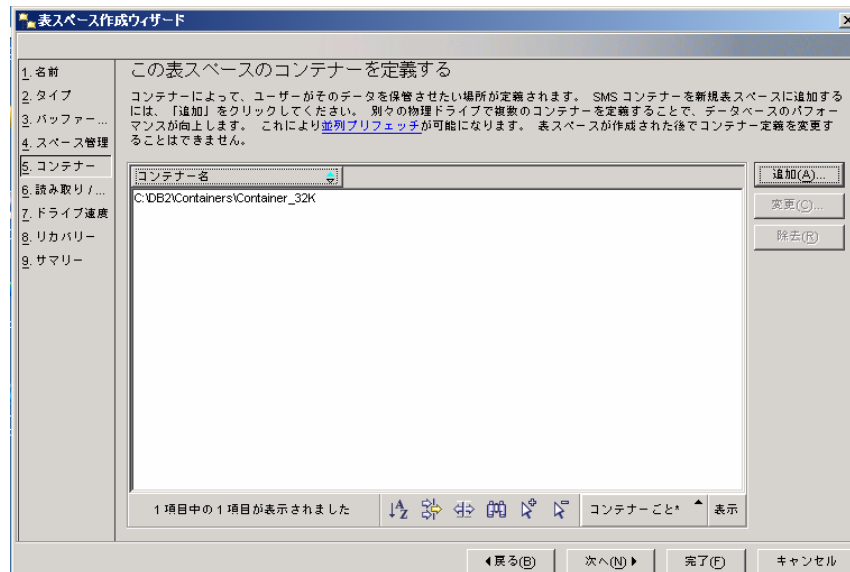 表スペース作成ウィザード
1. 名前
2. タイプ
3. バッファー...
4. スペース管理
5. コンテナー
6. 読み取り / ...
7. ドライブ速度
8. リカバリー
9. サマリー
この表スペースのコンテナーを定義する
コンテナーによって、ユーザーがそのデータを保管させたい場所が定義されます。 SMS コンテナーを新規表スペースに追加する
には、「追加」をクリックしてください。 別々の物理ドライブで複数のコンテナーを定義することで、データベースのパフォー
マンスが向上します。 これにより並列プリフェッチが可能になります。 表スペースが作成された後でコンテナー定義を変更す
ることはできません。
コンテナー名
C:\DB2\Containers\Container_32K
追加(A)...
変更(C)...
除去(R)
1 項目中の 1 項目が表示されました
コンテナーごと*
表示
戻る(B)
次へ(N)
完了(F)
キャンセル